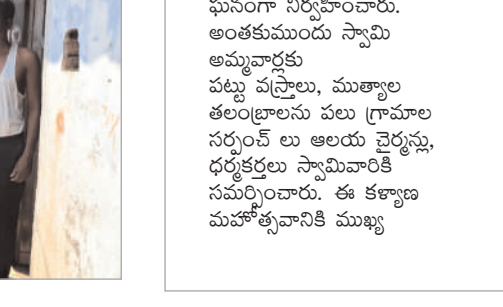 ఘనంగా నిర్వహించారు.
అంతకుముందు స్వామి
అమ్మవార్లకు
పట్టు వస్త్రాలు, ముత్యాల
తలంబ్రాలను పలు గ్రామాల
సర్పంచ్ లు ఆలయ చైర్మన్లు,
ధర్మకర్తలు స్వామివారికి
సమర్పించారు. ఈ కళ్యాణ
మహోత్సవానికి ముఖ్య